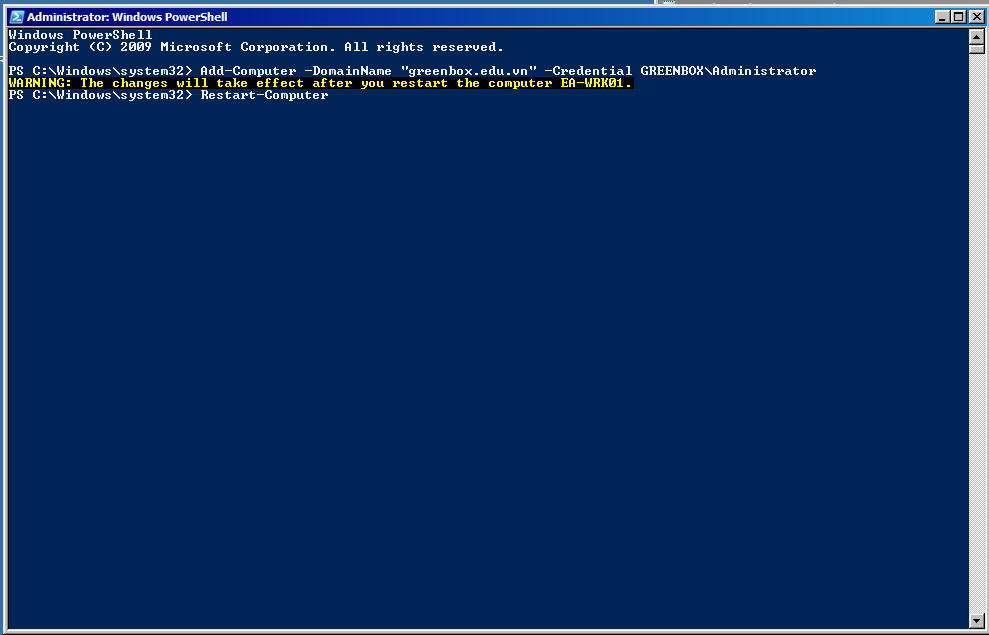 Administrator: Windows PowerShell
Windows PowerShell
Copyright (C) 2009 Microsoft Corporation. All rights reserved.
PS C:\Windows\system32> Add-Computer -DomainName "greenbox.edu.vn" -Credential GREENBOX\Administrator
WARNING: The changes will take effect after you restart the computer EA-WRK01.
PS C:\Windows\system32> Restart-Computer